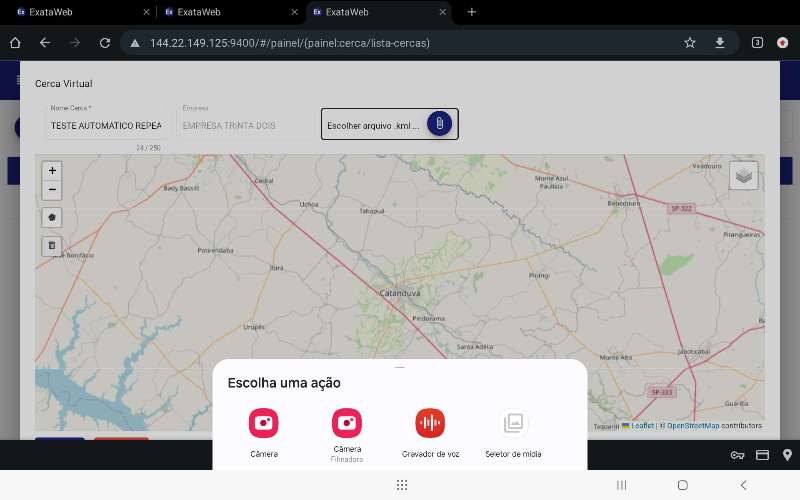 ExataWeb
ExataWeb
ExataWeb
144.22.149.125:9400/#/painel/(painel:cerca/lista-cercas)
3
Cerca Virtual
Nome Cerca *
TESTE AUTOMATICO REPEA
24 / 250
Empresa
EMPRESA TRINTA DOIS
Escolher arquivo .kml ...
+
−
Cedral
Bady Bassitt
Uchoa
Tabapuã
Monte Azul
Paulista
Viradouro
Bebedouro
SP-322
Pitangueiras
Potirendaba
José Bonifácio
Ibirá
Pirangi
Catanduva
Pindorama
Urupês
Santa Adélia
Monte Alto
Jaboticabal
SP-333
Guariba
Taquaritinga
Leaflet | © OpenStreetMap contributors
Escolha uma ação
Câmera
Câmera
Filmadora
Gravador de voz
Seletor de mídia